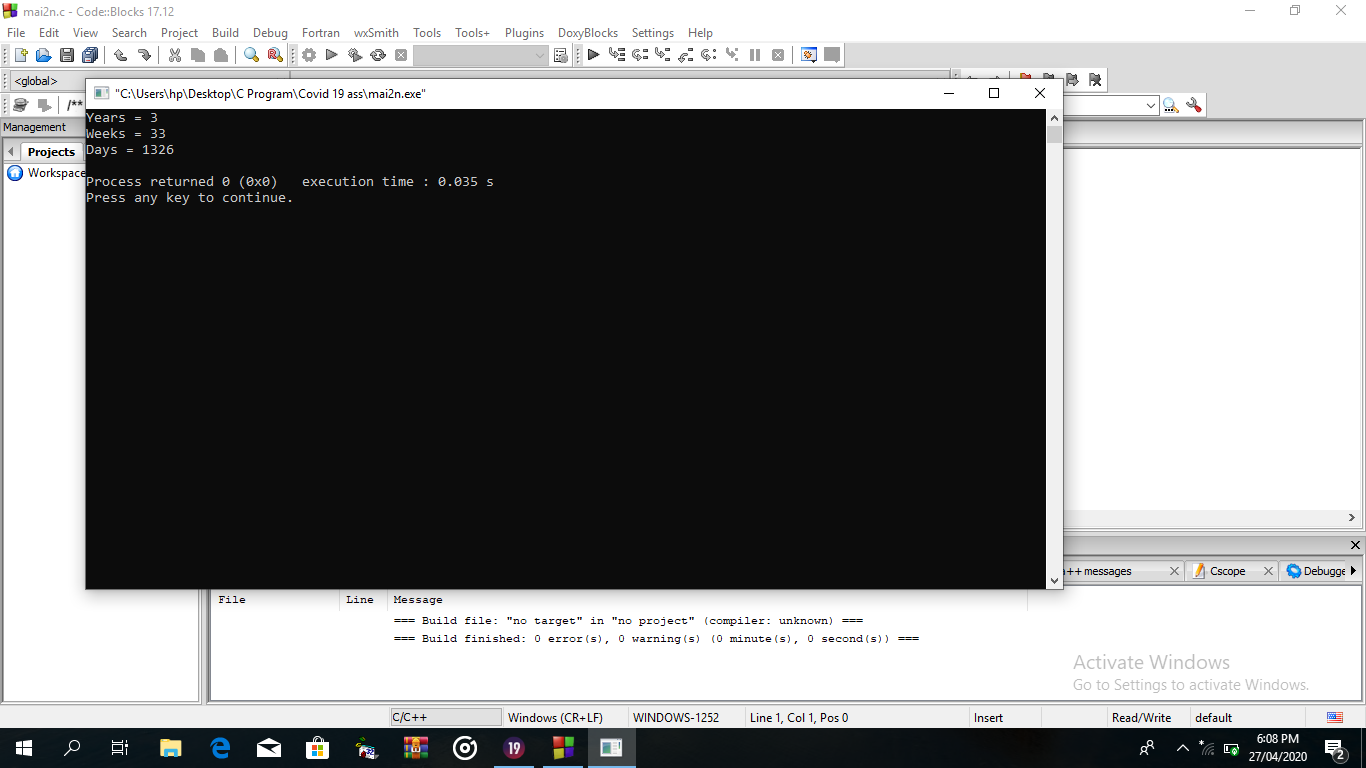 mai2n.c - Code::Blocks 17.12
File Edit View Search Project Build Debug Fortran wxSmith Tools Tools+ Plugins DoxyBlocks Settings Help
<global>
"C:\Users\hp\Desktop\C Program\Covid 19 ass\mai2n.exe"
/**
Management
Projects
Workspace
Years = 3
Weeks = 33
Days = 1326
Process returned 0 (0x0) execution time : 0.035 s
Press any key to continue.
++ messages Cscope Debugge
File Line Message
=== Build file: "no target" in "no project" (compiler: unknown) ===
=== Build finished: 0 error(s), 0 warning(s) (0 minute(s), 0 second(s)) ===
Activate Windows
Go to Settings to activate Windows.
C/C++ Windows (CR+LF) WINDOWS-1252 Line 1, Col 1, Pos 0 Insert Read/Write default
19
6:08 PM
27/04/2020
2